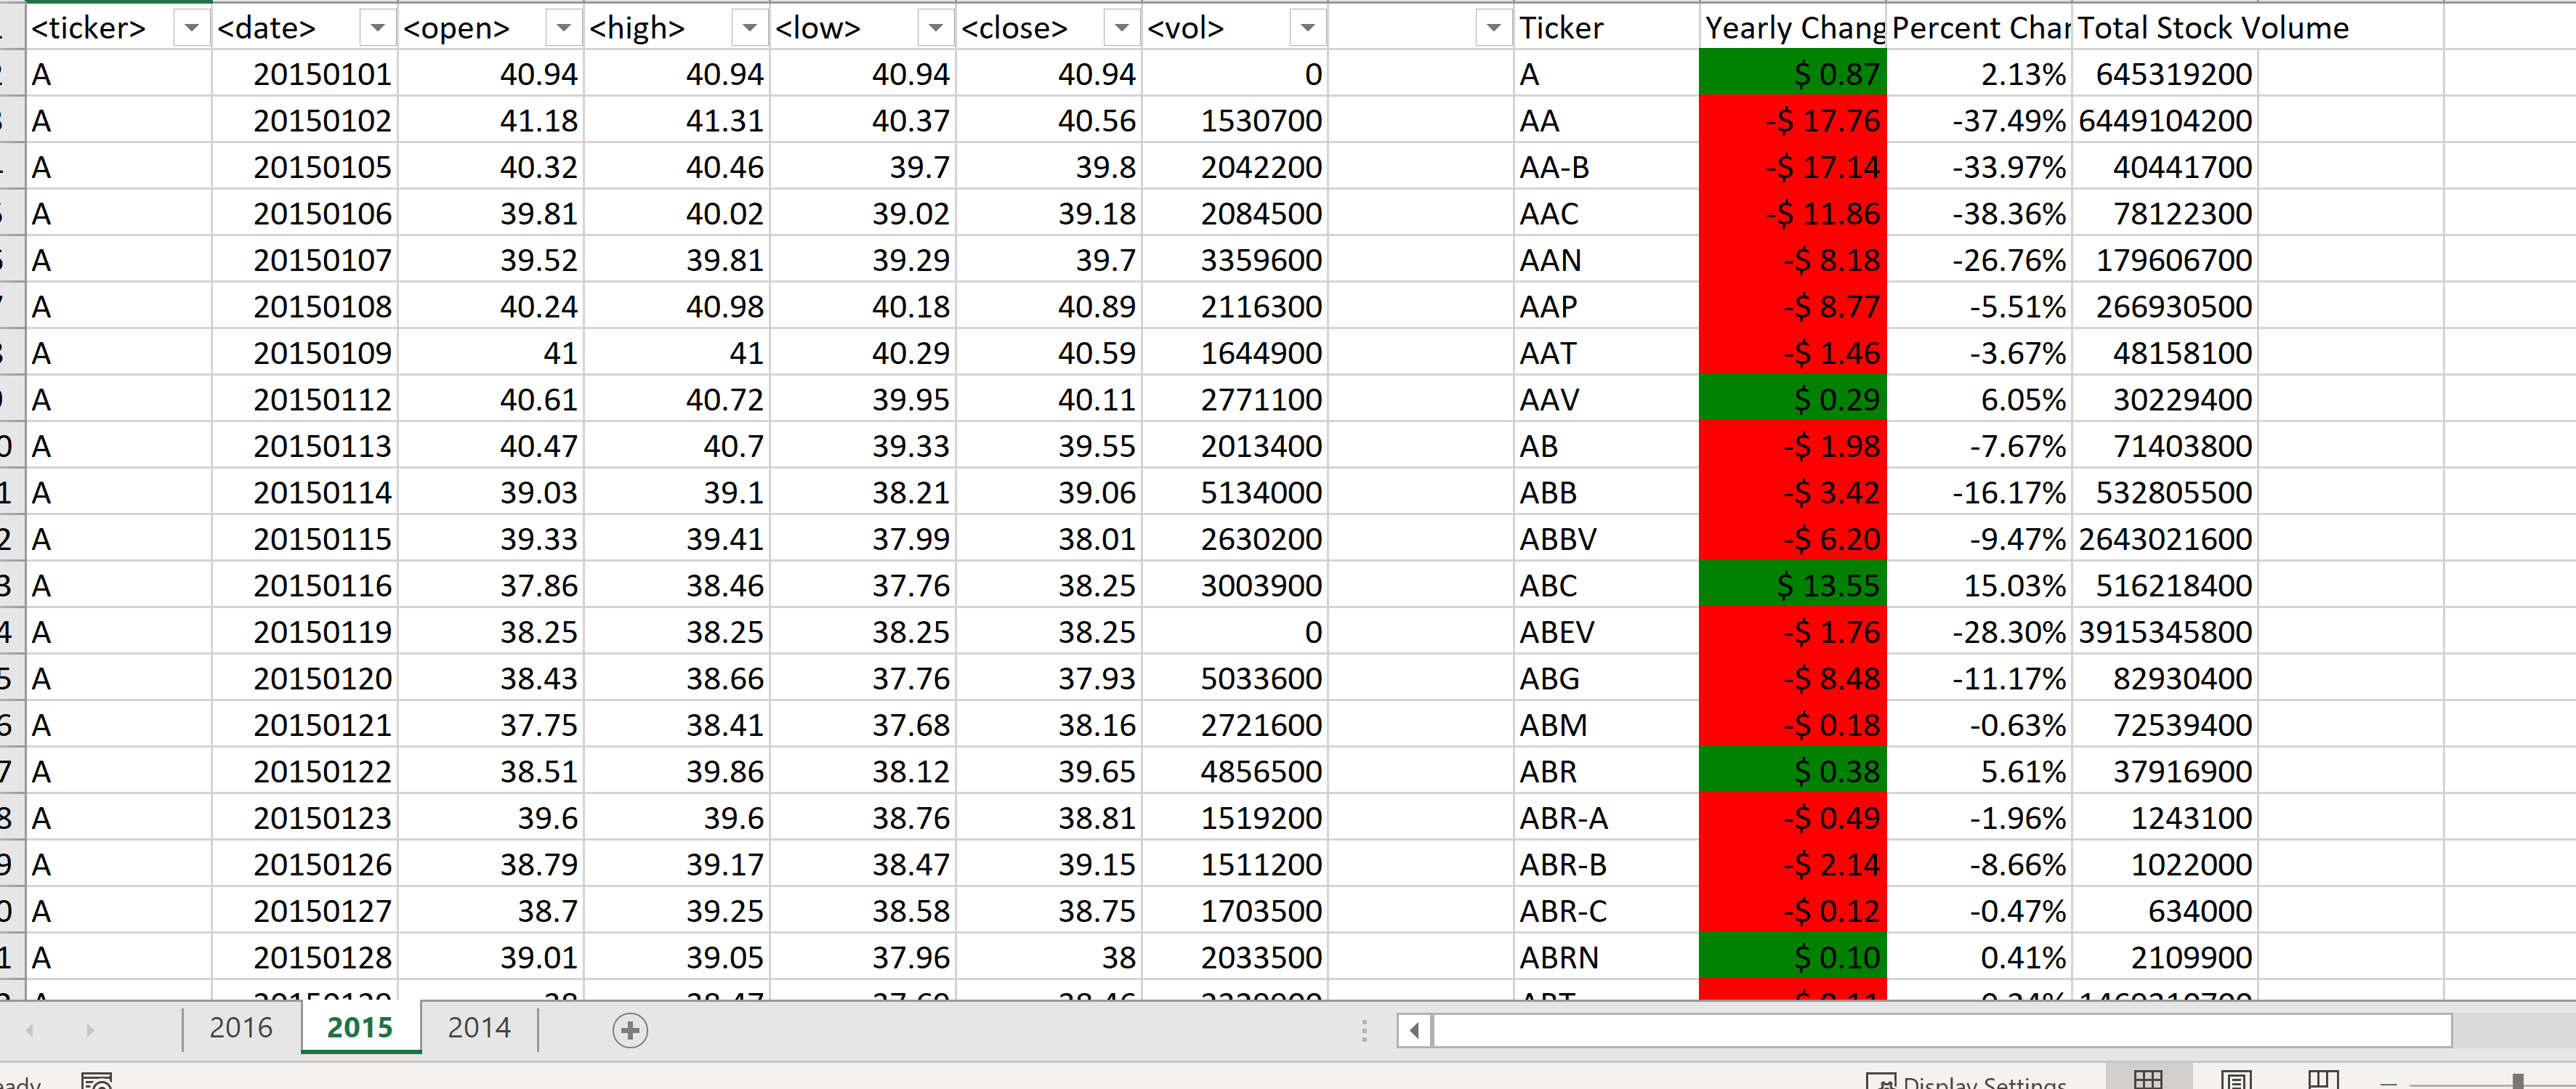 <ticker> <date> <open> <high> <low> <close> <vol> Ticker Yearly Chang Percent Char Total Stock Volume
2 A 20150101 40.94 40.94 40.94 40.94 0 A $ 0.87 2.13% 645319200
3 A 20150102 41.18 41.31 40.37 40.56 1530700 AA -$ 17.76 -37.49% 6449104200
A 20150105 40.32 40.46 39.7 39.8 2042200 AA-B -$ 17.14 -33.97% 40441700
5 A 20150106 39.81 40.02 39.02 39.18 2084500 AAC -$ 11.86 -38.36% 78122300
A 20150107 39.52 39.81 39.29 39.7 3359600 AAN -$ 8.18 -26.76% 179606700
7 A 20150108 40.24 40.98 40.18 40.89 2116300 AAP -$ 8.77 -5.51% 266930500
A 20150109 41 41 40.29 40.59 1644900 AAT -$ 1.46 -3.67% 48158100
A 20150112 40.61 40.72 39.95 40.11 2771100 AAV $ 0.29 6.05% 30229400
0 A 20150113 40.47 40.7 39.33 39.55 2013400 AB -$ 1.98 -7.67% 71403800
1 A 20150114 39.03 39.1 38.21 39.06 5134000 ABB -$ 3.42 -16.17% 532805500
2 A 20150115 39.33 39.41 37.99 38.01 2630200 ABBV -$ 6.20 -9.47% 2643021600
3 A 20150116 37.86 38.46 37.76 38.25 3003900 ABC $ 13.55 15.03% 516218400
4 A 20150119 38.25 38.25 38.25 38.25 0 ABEV -$ 1.76 -28.30% 3915345800
5 A 20150120 38.43 38.66 37.76 37.93 5033600 ABG -$ 8.48 -11.17% 82930400
6 A 20150121 37.75 38.41 37.68 38.16 2721600 ABM -$ 0.18 -0.63% 72539400
7 A 20150122 38.51 39.86 38.12 39.65 4856500 ABR $ 0.38 5.61% 37916900
8 A 20150123 39.6 39.6 38.76 38.81 1519200 ABR-A -$ 0.49 -1.96% 1243100
9 A 20150126 38.79 39.17 38.47 39.15 1511200 ABR-B -$ 2.14 -8.66% 1022000
0 A 20150127 38.7 39.25 38.58 38.75 1703500 ABR-C -$ 0.12 -0.47% 634000
1 A 20150128 39.01 39.05 37.96 38 2033500 ABRN $ 0.10 0.41% 2109900
2016 2015 2014
eady Display Settings